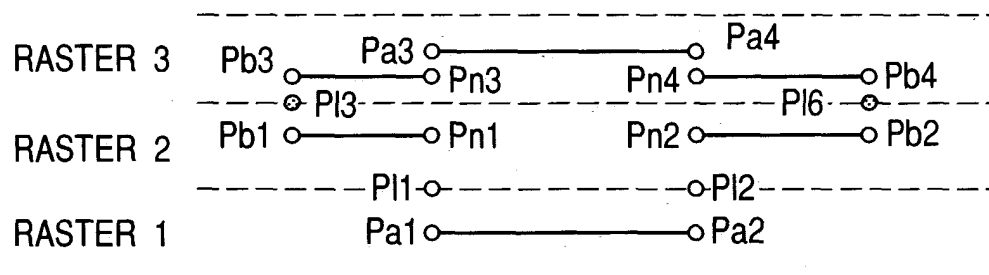 RASTER 3 Pb3 Pa3 Pn3 Pa4 Pn4 Pb4
Pl3 Pl6
RASTER 2 Pb1 Pn1 Pn2 Pb2
Pl1 Pl2
RASTER 1 Pa1 Pa2